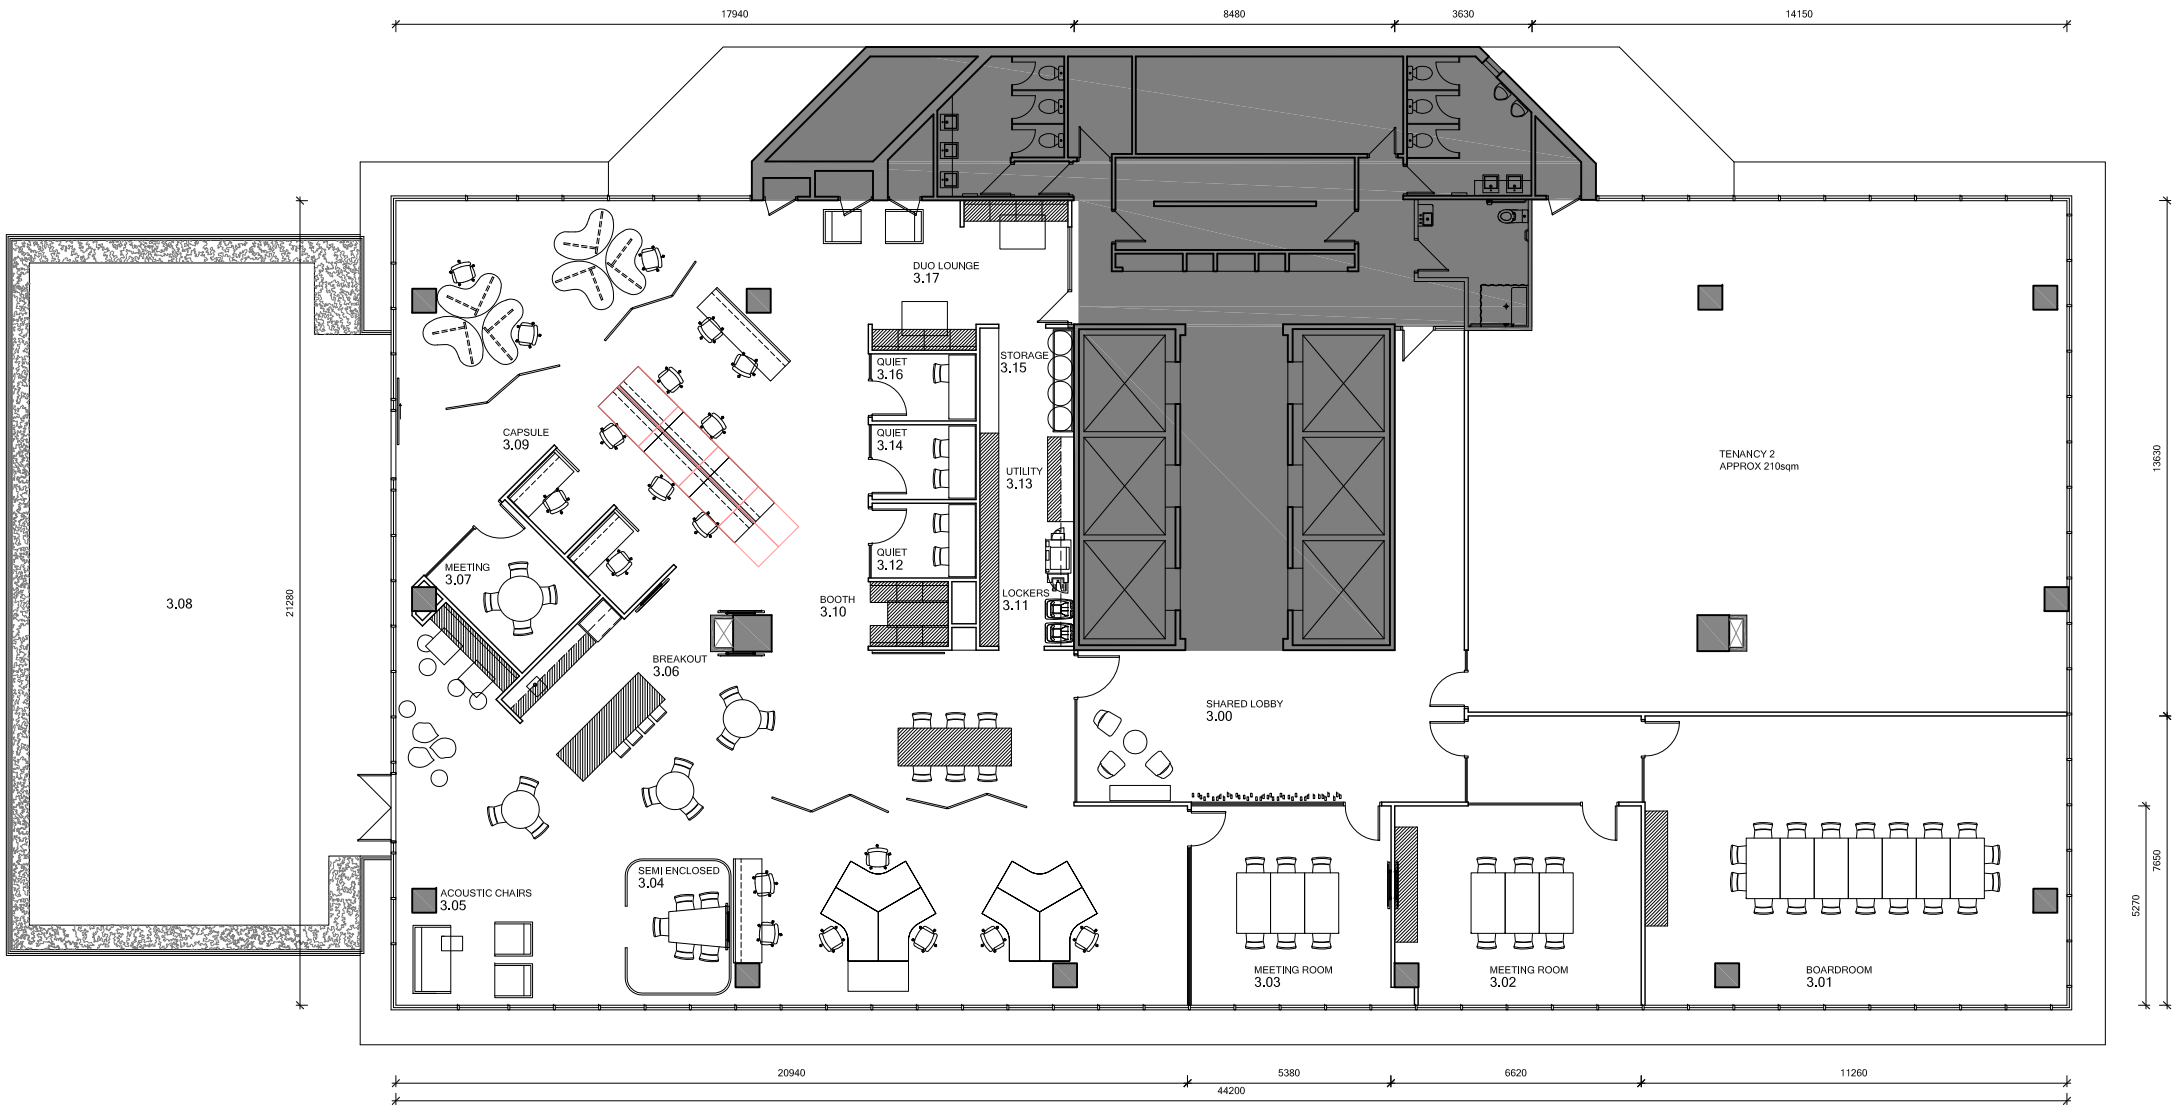 17940
8480
3630
14150
DUO LOUNGE
3.17
QUIET
3.16
STORAGE
3.15
CAPSULE
3.09
QUIET
3.14
UTILITY
3.13
TENANCY 2
APPROX 210sqm
13630
QUIET
3.12
MEETING
3.07
3.08
21280
BOOTH
3.10
LOCKERS
3.11
BREAKOUT
3.06
SHARED LOBBY
3.00
SEMI ENCLOSED
3.04
ACOUSTIC CHAIRS
3.05
7650
5270
MEETING ROOM
3.03
MEETING ROOM
3.02
BOARDROOM
3.01
20940
5380
6620
11260
44200